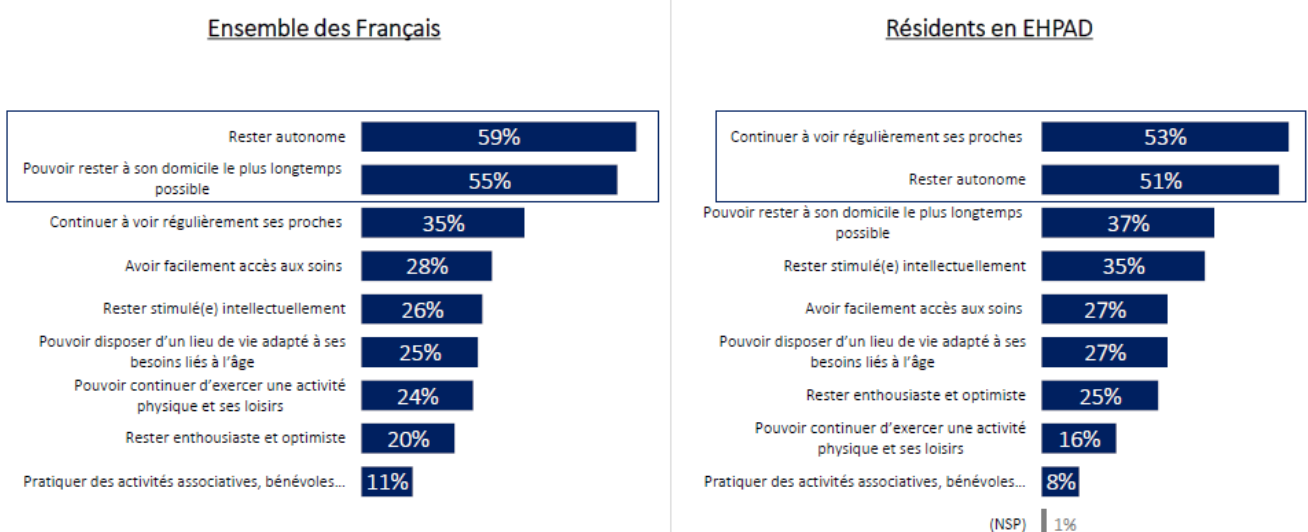 Ensemble des Français
Rester autonome 59%
Pouvoir rester à son domicile le plus longtemps
possible 55%
Continuer à voir régulièrement ses proches 35%
Avoir facilement accès aux soins 28%
Rester stimulé(e) intellectuellement 26%
Pouvoir disposer d’un lieu de vie adapté à ses
besoins liés à l’âge 25%
Pouvoir continuer d’exercer une activité
physique et ses loisirs 24%
Rester enthousiaste et optimiste 20%
Pratiquer des activités associatives, bénévoles... 11%
Résidents en EHPAD
Continuer à voir régulièrement ses proches 53%
Rester autonome 51%
Pouvoir rester à son domicile le plus longtemps
possible 37%
Rester stimulé(e) intellectuellement 35%
Avoir facilement accès aux soins 27%
Pouvoir disposer d’un lieu de vie adapté à ses
besoins liés à l’âge 27%
Rester enthousiaste et optimiste 25%
Pouvoir continuer d’exercer une activité
physique et ses loisirs 16%
Pratiquer des activités associatives, bénévoles... 8%
(NSP) 1%